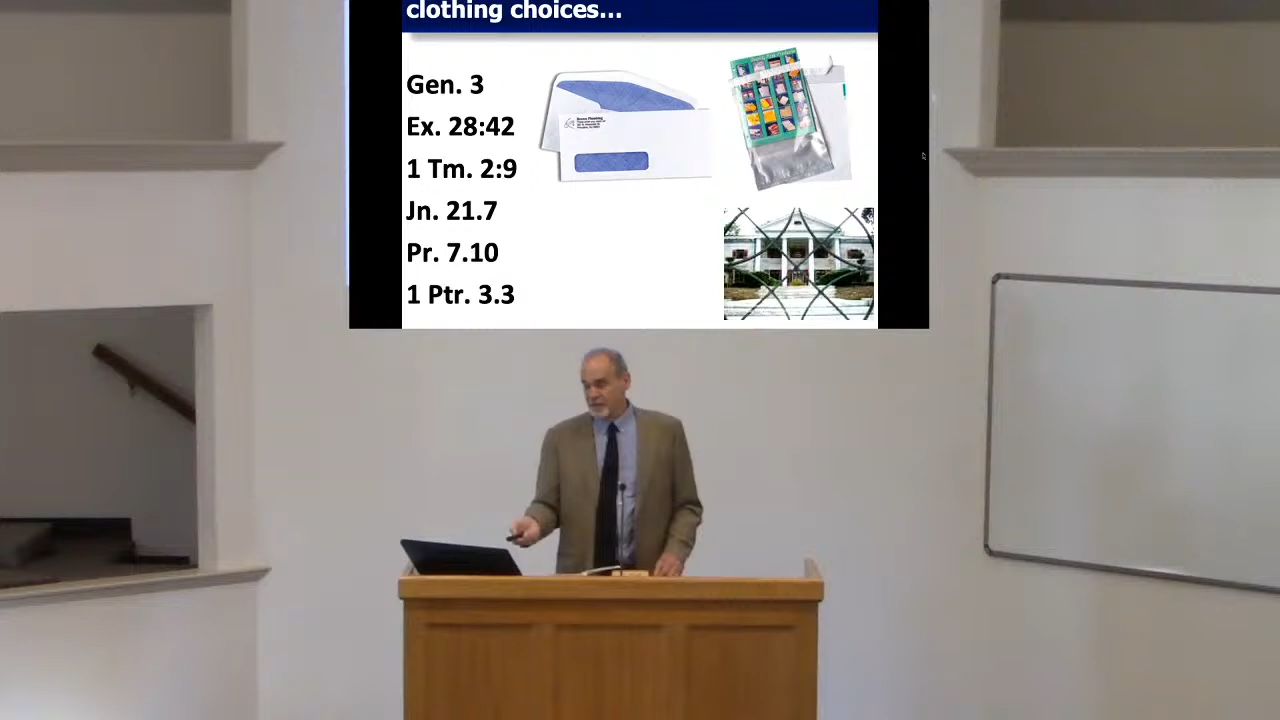 clothing choices...
Gen. 3
Ex. 28:42
1 Tm. 2:9
Jn. 21.7
Pr. 7.10
1 Ptr. 3.3